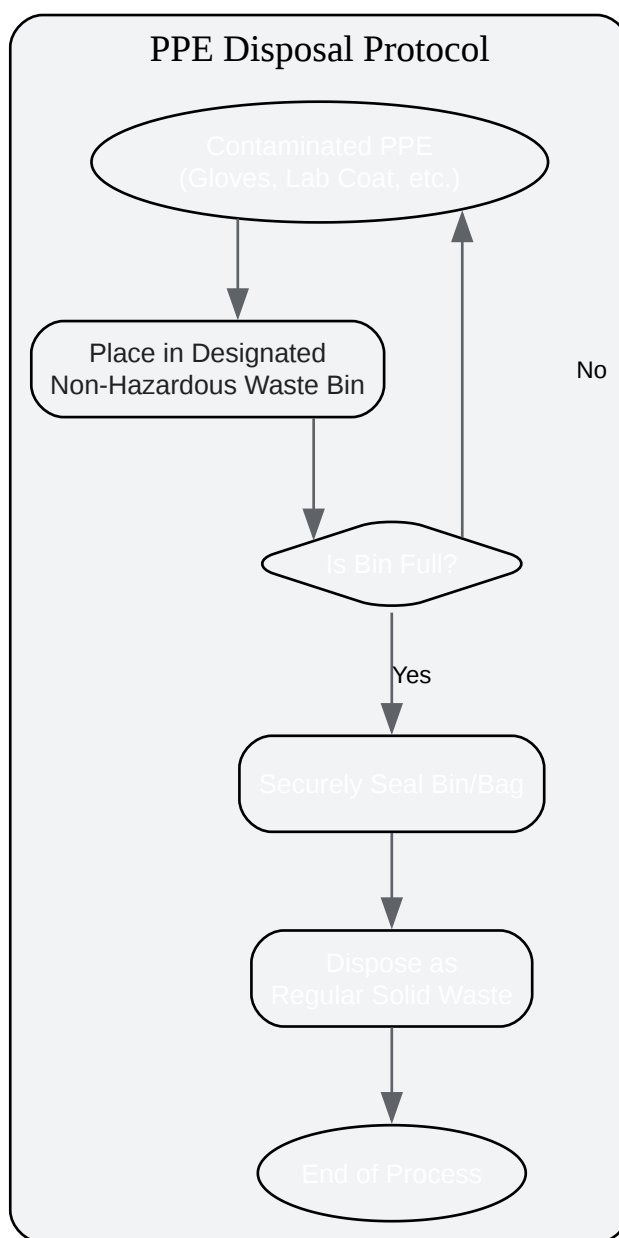 PPE Disposal Protocol
Contaminated PPE
(Gloves, Lab Coat, etc.)
Place in Designated
Non-Hazardous Waste Bin
No
Is Bin Full?
Yes
Securely Seal Bin/Bag
Dispose as
Regular Solid Waste
End of Process